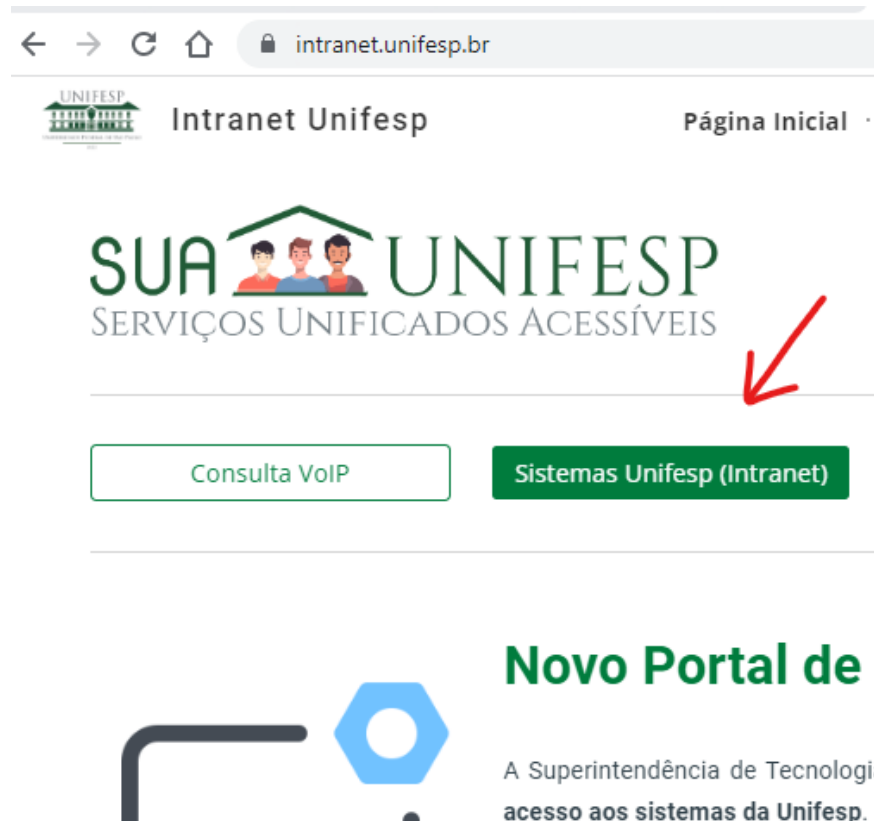 intranet.unifesp.br
UNIFESP
Intranet Unifesp
Página Inicial ·
SUA UNIFESP
SERVIÇOS UNIFICADOS ACESSÍVEIS
Consulta VoIP
Sistemas Unifesp (Intranet)
Novo Portal de
A Superintendência de Tecnologi
acesso aos sistemas da Unifesp.